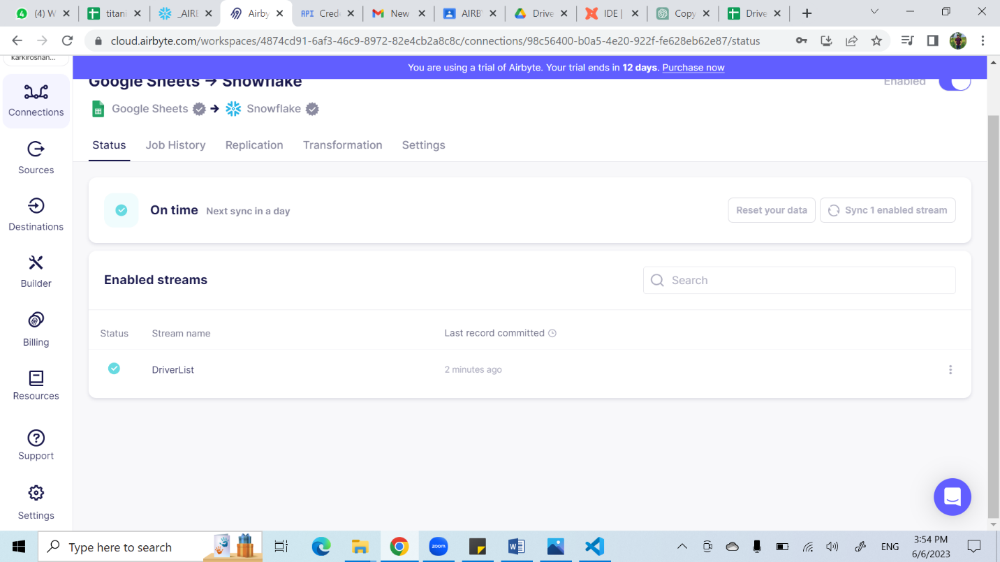 (4) W
titani
_AIRE
Airby
API Crede
New
AIRBY
Drive
IDE |
Copy
Drive
cloud.airbyte.com/workspaces/4874cd91-6af3-46c9-8972-82e4cb2a8c8c/connections/98c56400-b0a5-4e20-922f-fe628eb62e87/status
karkiroshan...
You are using a trial of Airbyte. Your trial ends in 12 days. Purchase now
Google Sheets → Snowflake
Enabled
Google Sheets → Snowflake
Connections
Sources
Destinations
Builder
Billing
Resources
Support
Settings
Status Job History Replication Transformation Settings
On time Next sync in a day
Reset your data
Sync 1 enabled stream
Enabled streams
Search
Status Stream name Last record committed
DriverList 2 minutes ago
Type here to search
zoom
ENG
3:54 PM
6/6/2023